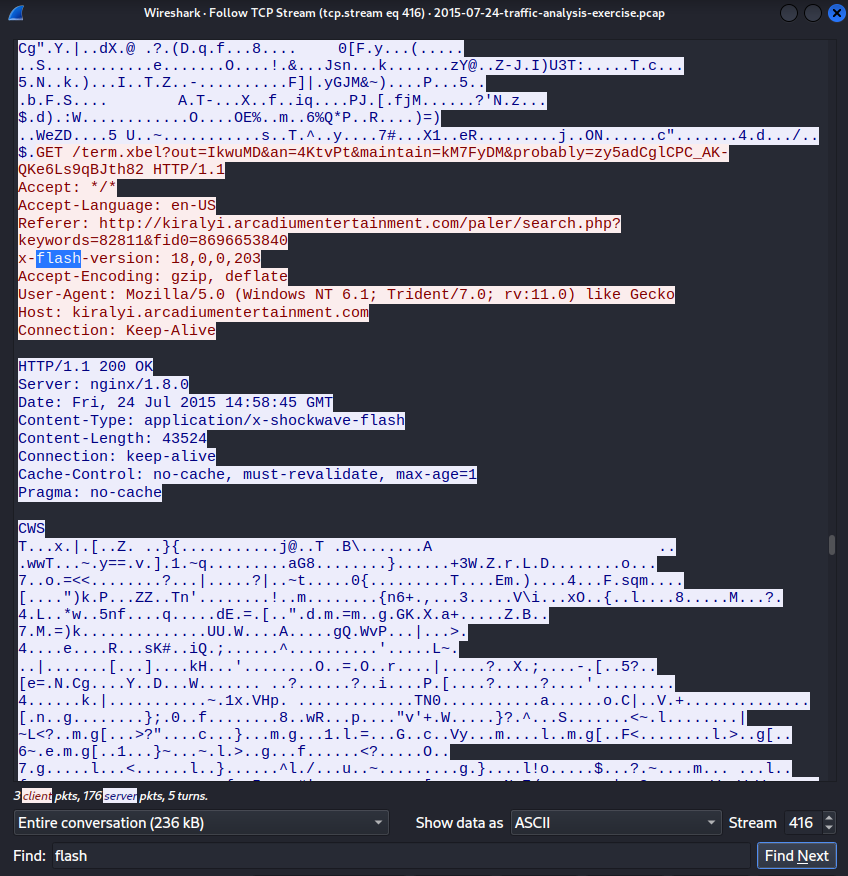 Wireshark · Follow TCP Stream (tcp.stream eq 416) · 2015-07-24-traffic-analysis-exercise.pcap
Cg".Y.|..dX.@ .?.(D.q.f...8.... 0[F.y...(.....
..S............e.......O....!.&...Jsn...k.......zY@..Z-J.I)U3T:.....T.c...
5.N..k.)...I..T.Z..-..........F]|.yGJM&~)....P...5..
.b.F.S.... A.T-...X..f..iq....PJ.[.fjM......?'N.z...
$.d).:W............O....OE%..m..6%Q*P..R....)=)
..WeZD....5 U..~...........s..T.^..y....7#...X1..eR.........j..ON......c".......4.d.../..
$.GET /term.xbel?out=IkwuMD&an=4KtvPt&maintain=kM7FyDM&probably=zy5adCglCPC_AK-
QKe6Ls9qBJth82 HTTP/1.1
Accept: */*
Accept-Language: en-US
Referer: http://kiralyi.arcadiumentertainment.com/paler/search.php?
keywords=82811&fid0=8696653840
x-flash-version: 18,0,0,203
Accept-Encoding: gzip, deflate
User-Agent: Mozilla/5.0 (Windows NT 6.1; Trident/7.0; rv:11.0) like Gecko
Host: kiralyi.arcadiumentertainment.com
Connection: Keep-Alive
HTTP/1.1 200 OK
Server: nginx/1.8.0
Date: Fri, 24 Jul 2015 14:58:45 GMT
Content-Type: application/x-shockwave-flash
Content-Length: 43524
Connection: keep-alive
Cache-Control: no-cache, must-revalidate, max-age=1
Pragma: no-cache
CWS
T...x.|.[..Z. ..}{...........j@..T .B\.......A ..
.wwT...~.y==.v.].1.~q.........aG8........}......+3W.Z.r.L.D........o...
7..o.=<<........?...|.....?|..~t.....0{.........T....Em.)....4...F.sqm....
[....")k.P...ZZ..Tn'........!..m........{n6+.,...3.....V\i...xO..{..l....8.....M...?.
4.L..*w..5nf....q.....dE.=.[..".d.m.=m..g.GK.X.a+.....Z.B..
7.M.=)k..............UU.W....A.....gQ.WvP...|...>.
4....e....R...sK#..iQ.;......^..........'.....L~.
..|.......[...]....kH...'........O..=.O..r....|.....?..X.;....-.[..5?..
[e=.N.Cg....Y..D...W....... ..?......?..i....P.[....?.....?....'.........
4......k.|...........~.1x.VHp. .............TN0...........a......o.C|..V.+..............
[.n..g........};.0..f........8..wR...p...."v'+.W.....}?.^...S.......<~.l........|
~L<?..m.g[...>?"....c...}...m.g...1.l.=...G..c..Vy...m....l..m.g[..F<.......l.>..g[..
6~.e.m.g[..1...}~...~.l.>..g...f......<?.....O..
7.g.....l...<......l..}......^l./...u..~.........g.}....l!o.....$...?.~....m... ...l..
3 client pkts, 176 server pkts, 5 turns.
Entire conversation (236 kB)
Show data as ASCII
Stream 416
Find: flash
Find Next